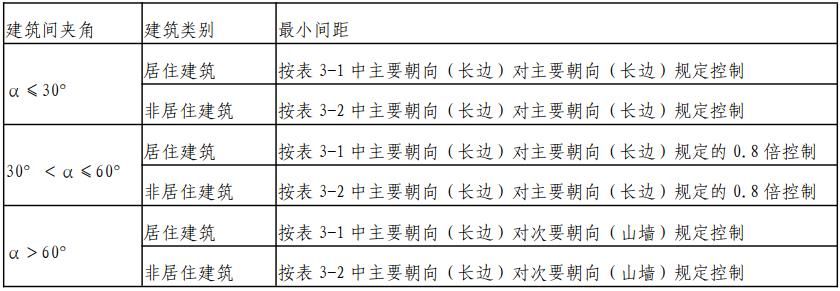 建筑间夹角 建筑类别 最小间距
α≤30° 居住建筑 按表 3-1 中主要朝向（长边）对主要朝向（长边）规定控制
非居住建筑 按表 3-2 中主要朝向（长边）对主要朝向（长边）规定控制
30°＜α≤60° 居住建筑 按表 3-1 中主要朝向（长边）对主要朝向（长边）规定的 0.8 倍控制
非居住建筑 按表 3-2 中主要朝向（长边）对主要朝向（长边）规定的 0.8 倍控制
α＞60° 居住建筑 按表 3-1 中主要朝向（长边）对次要朝向（山墙）规定控制
非居住建筑 按表 3-2 中主要朝向（长边）对次要朝向（山墙）规定控制